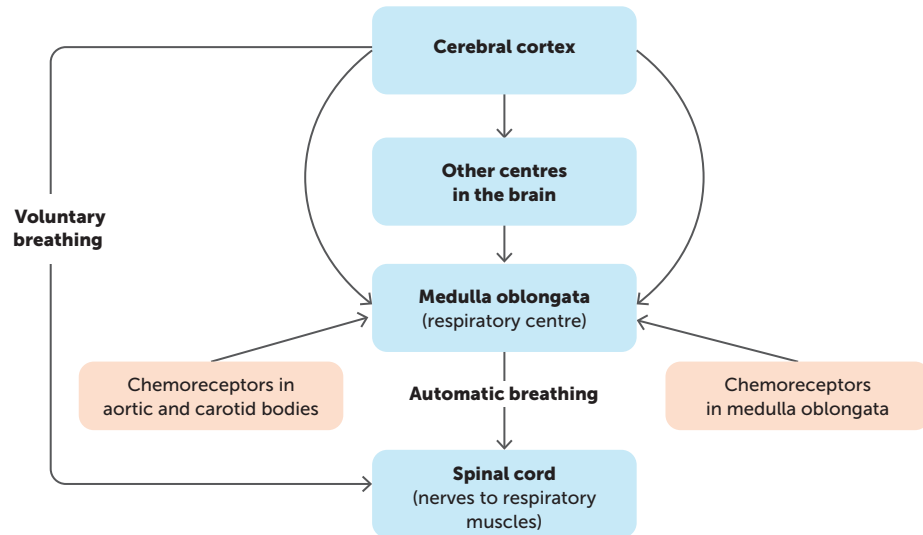 Cerebral cortex
Other centres
in the brain
Voluntary
breathing
Medulla oblongata
(respiratory centre)
Chemoreceptors in
aortic and carotid bodies
Automatic breathing
Chemoreceptors
in medulla oblongata
Spinal cord
(nerves to respiratory
muscles)